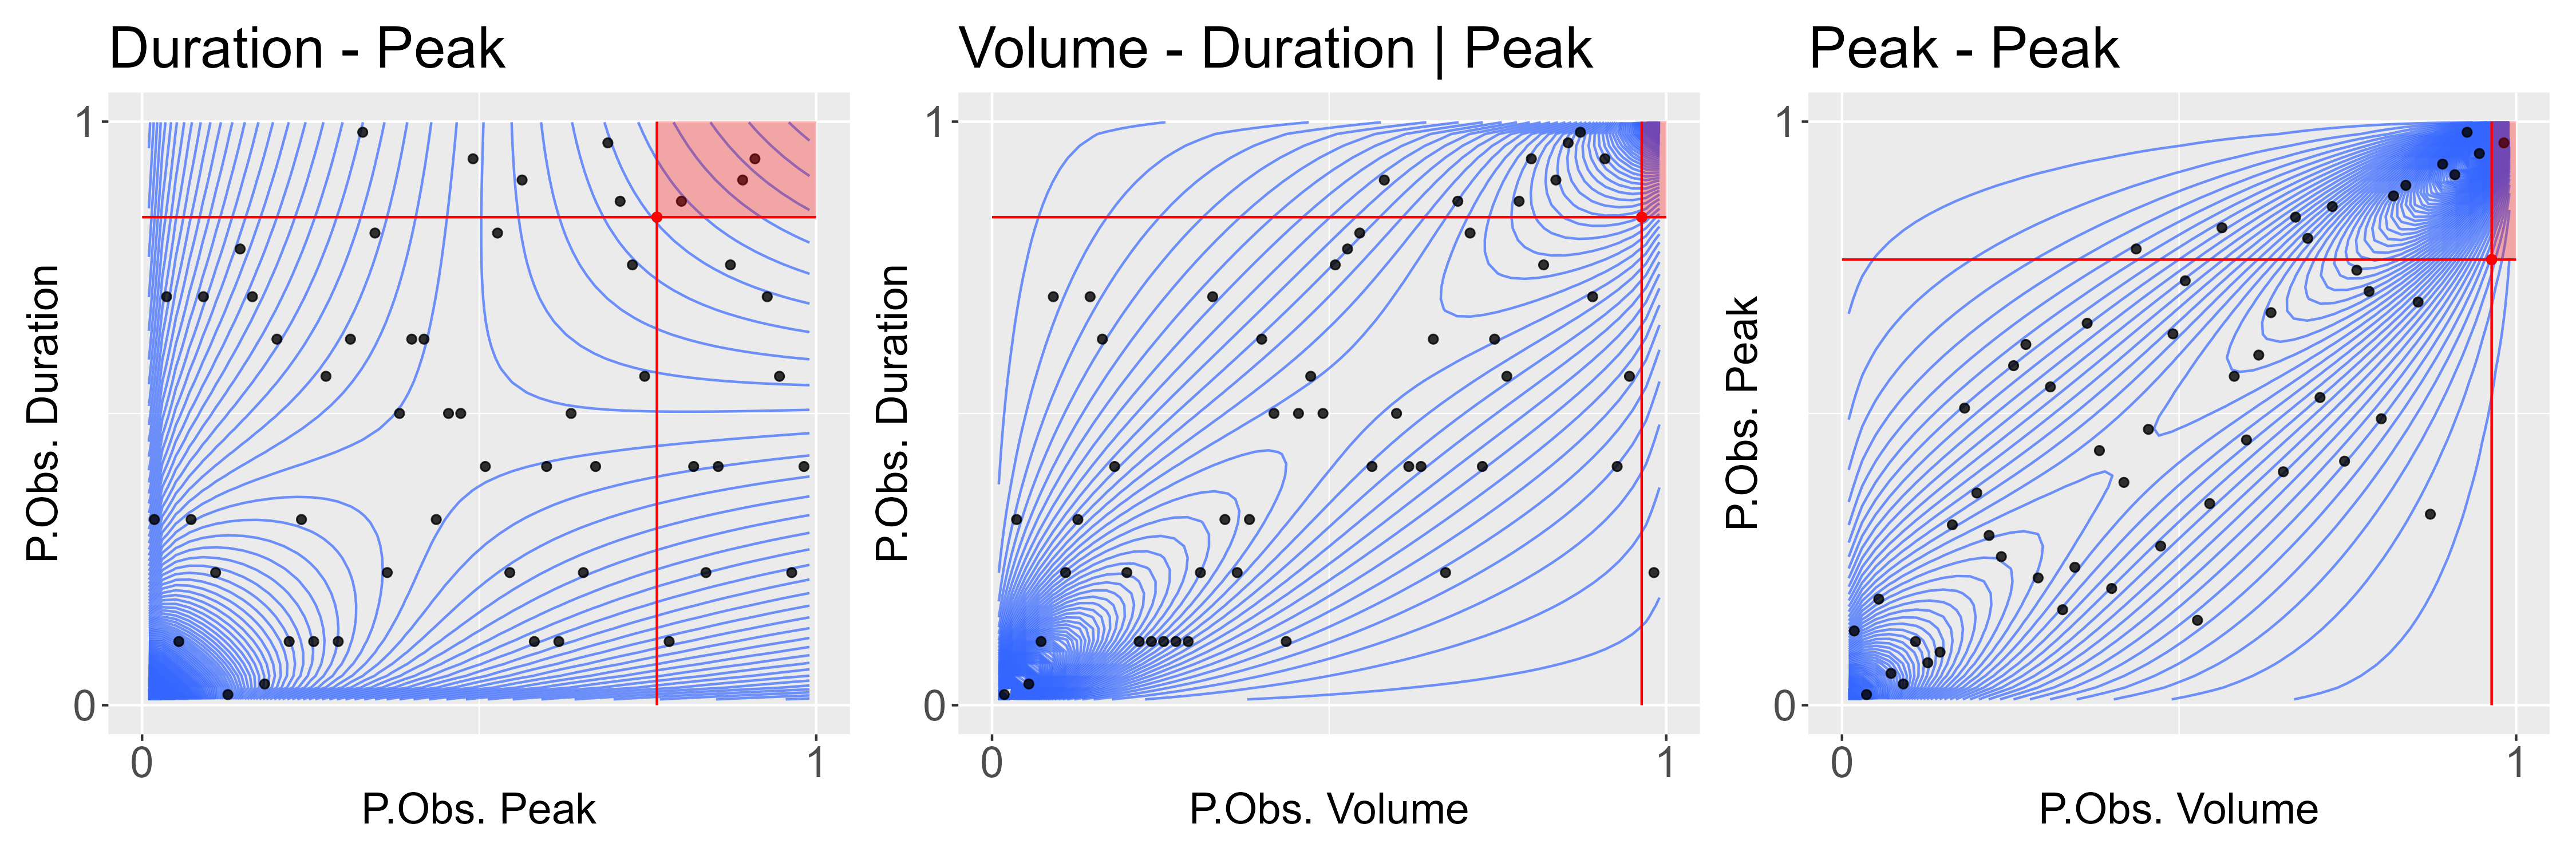 Duration - Peak
1
0
P.Obs. Duration
0 1
P.Obs. Peak
Volume - Duration | Peak
1
0
P.Obs. Duration
0 1
P.Obs. Volume
Peak - Peak
1
0
P.Obs. Peak
0 1
P.Obs. Volume